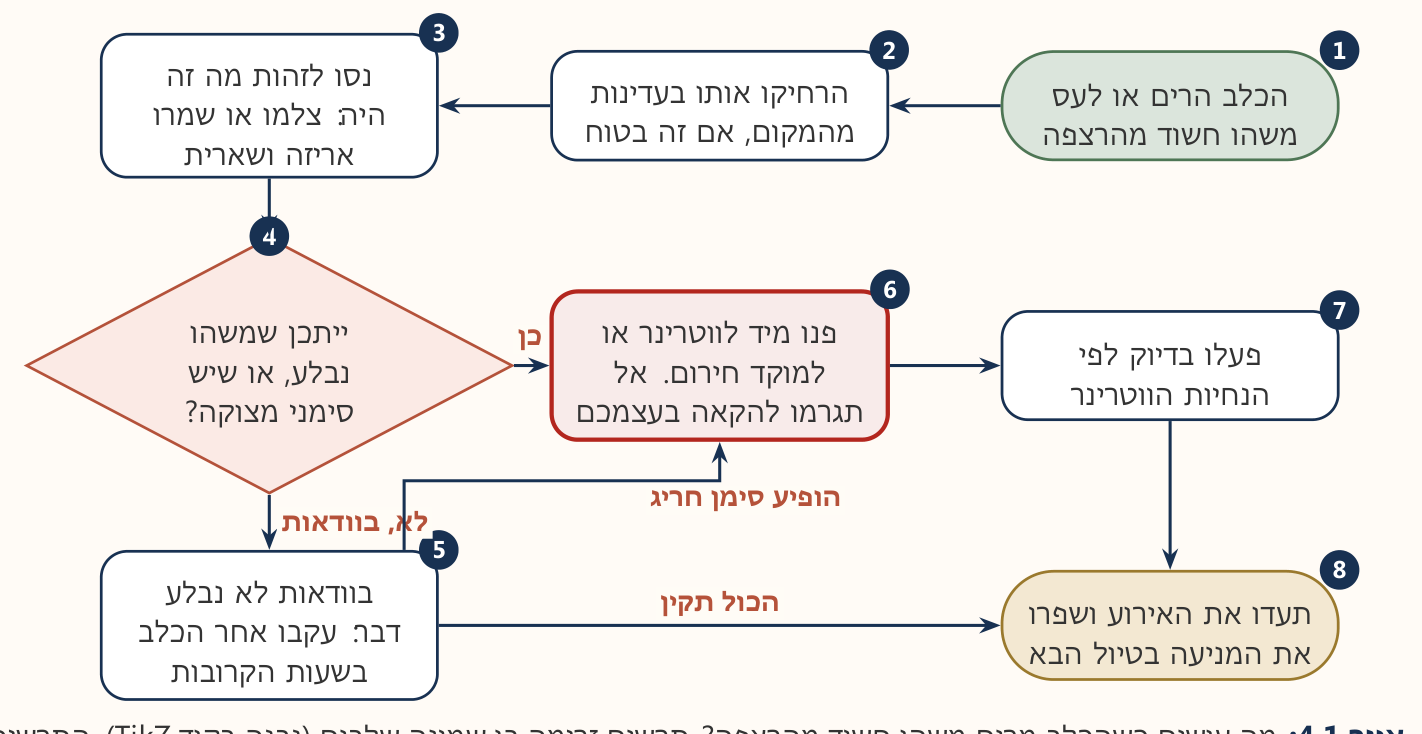 1
הכלב הרים או לעס
משהו חשוד מהרצפה
2
הרחיקו אותו בעדינות
מהמקום, אם זה בטוח
3
נסו לזהות מה זה
היה: צלמו או שמרו
אריזה ושארית
4
ייתכן שמשהו
נבלע, או שיש
סימני מצוקה?
כן
לא, בוודאות
5
בוודאות לא נבלע
דבר: עקבו אחר הכלב
בשעות הקרובות
הופיע סימן חריג
הכול תקין
6
פנו מיד לווטרינר או
למוקד חירום. אל
תגרמו להקאה בעצמכם
7
פעלו בדיוק לפי
הנחיות הווטרינר
8
תעדו את האירוע ושפרו
את המניעה בטיול הבא